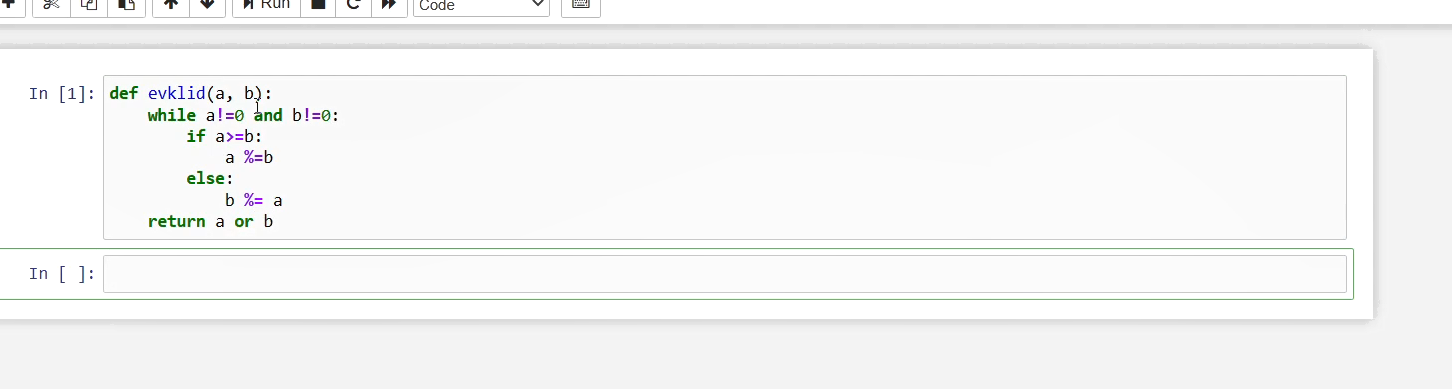 Run
Code
In [1]:
def evklid(a, b):
    while a!=0 and b!=0:
        if a>=b:
            a %=b
        else:
            b %= a
    return a or b
In [ ]: